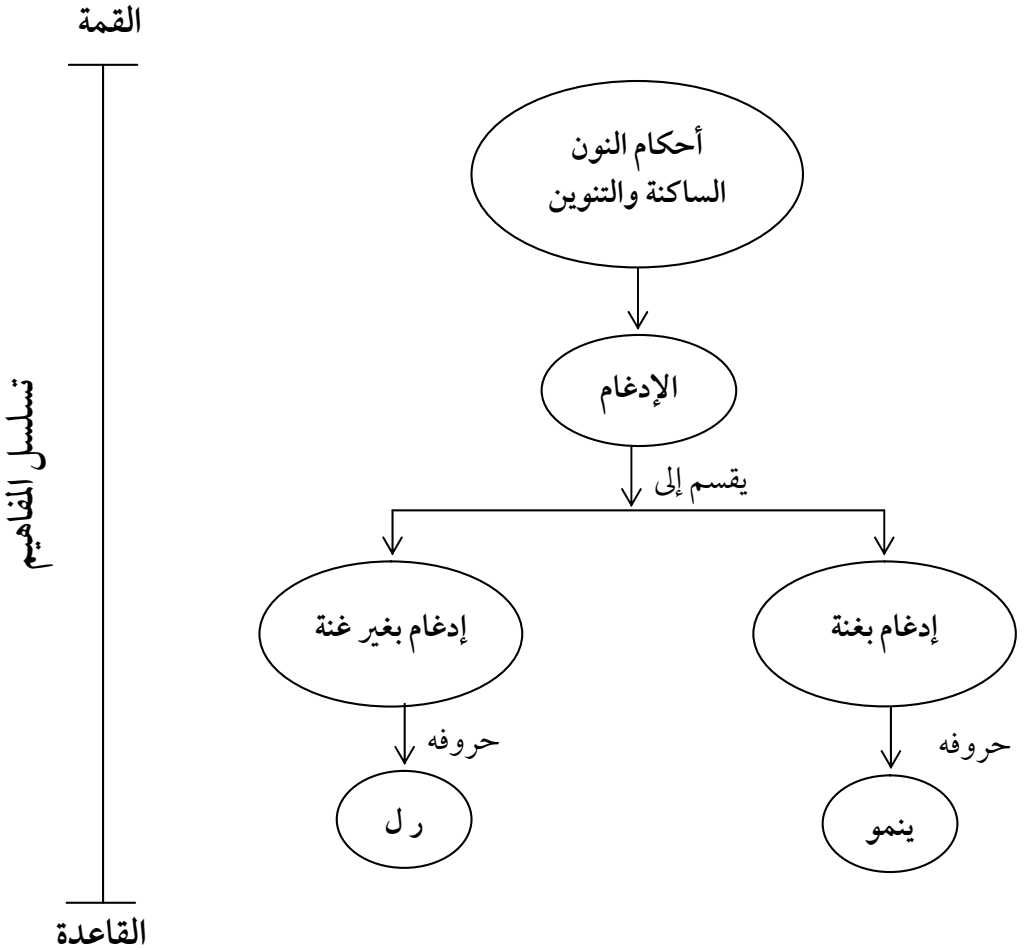 القمة
أحكام النون
الساكنة والتنوين
الإدغام
يقسم إلى
إدغام بغنة
إدغام بغير غنة
حروفه
حروفه
ينمو
ر ل
تسلسل المفاهيم
القاعدة